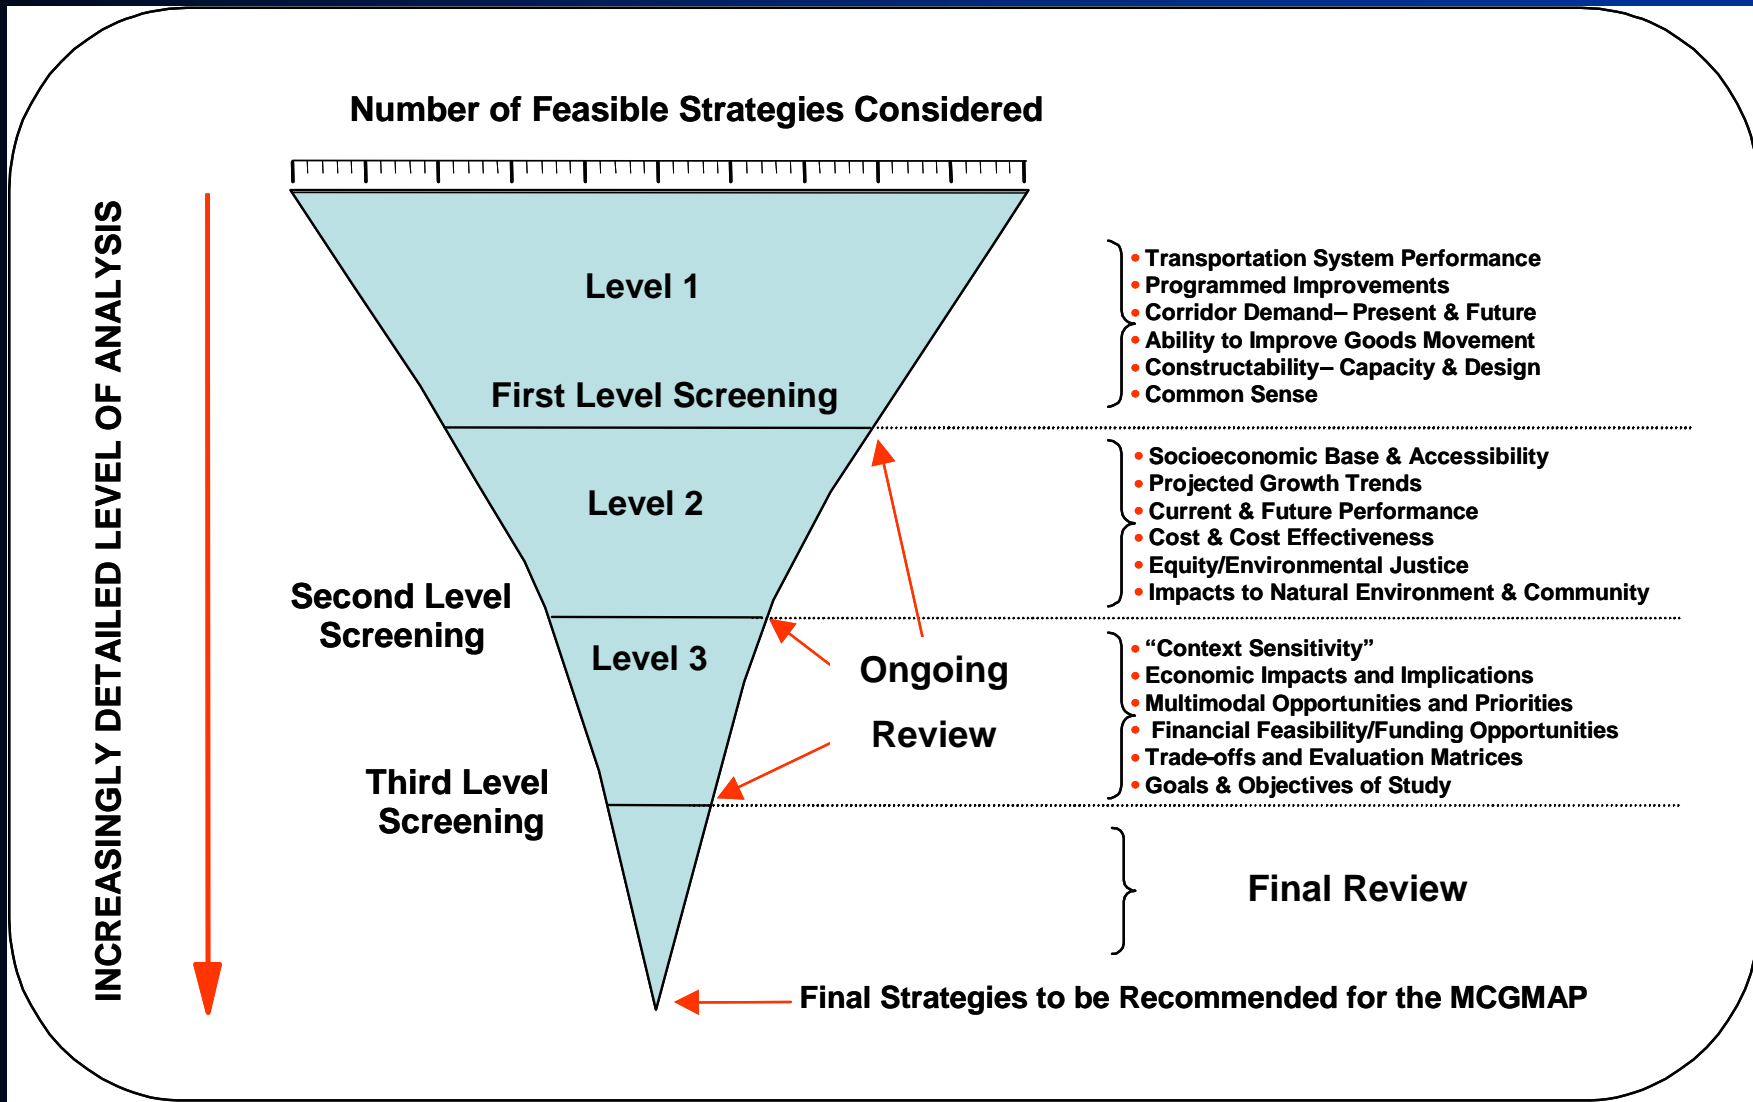 Number of Feasible Strategies Considered
INCREASINGLY DETAILED LEVEL OF ANALYSIS
Level 1
First Level Screening
• Transportation System Performance
• Programmed Improvements
• Corridor Demand– Present & Future
• Ability to Improve Goods Movement
• Constructability– Capacity & Design
• Common Sense
Level 2
• Socioeconomic Base & Accessibility
• Projected Growth Trends
• Current & Future Performance
• Cost & Cost Effectiveness
• Equity/Environmental Justice
• Impacts to Natural Environment & Community
Second Level
Screening
Level 3
Ongoing
Review
• “Context Sensitivity”
• Economic Impacts and Implications
• Multimodal Opportunities and Priorities
• Financial Feasibility/Funding Opportunities
• Trade-offs and Evaluation Matrices
• Goals & Objectives of Study
Third Level
Screening
Final Review
Final Strategies to be Recommended for the MCGMAP